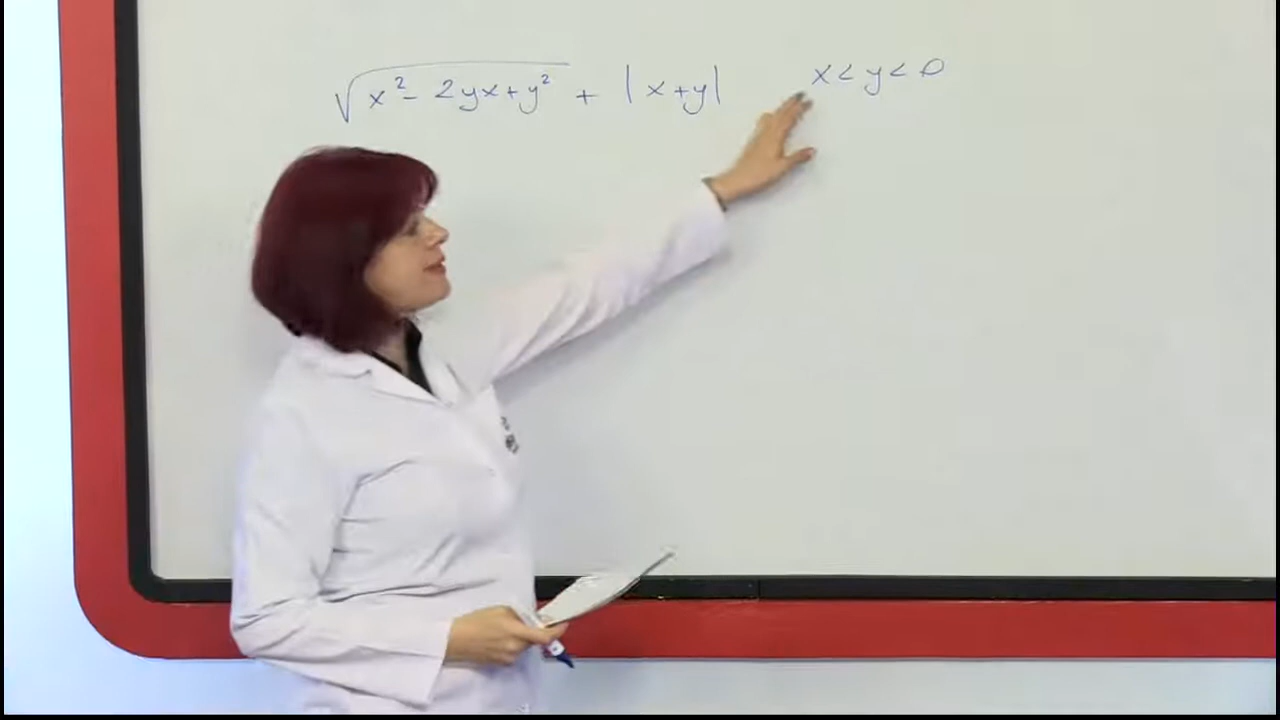 √(x² - 2yx + y²) + |x+y| x < y < 0